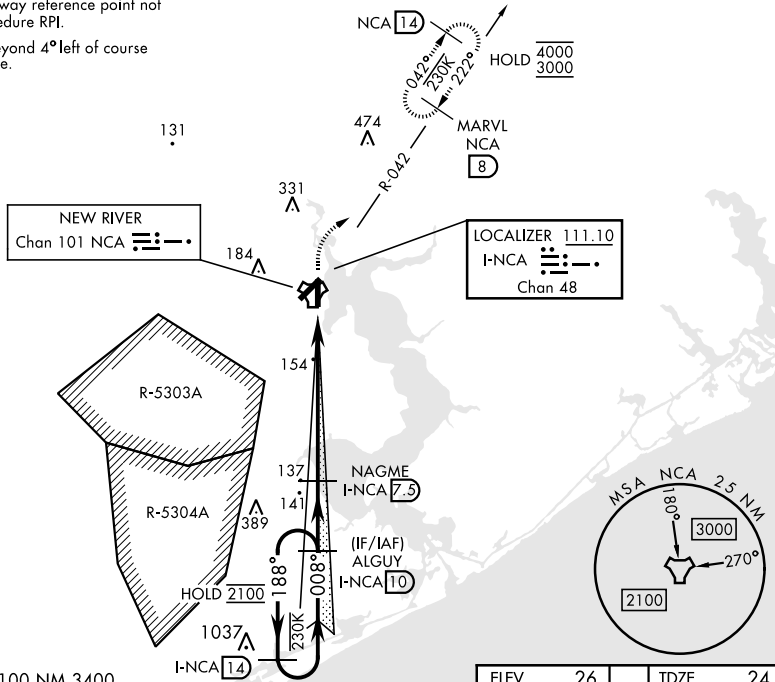 way reference point not
edure RPI.
eyond 4° left of course
e.
NCA 14
042°
230K
222°
HOLD 4000
3000
MARVL
NCA
8
R-042
474
131
331
NEW RIVER
Chan 101 NCA
184
LOCALIZER 111.10
I-NCA
Chan 48
154
R-5303A
137
141
NAGME
I-NCA 7.5
R-5304A
389
(IF/IAF)
ALGUY
I-NCA 10
188°
008°
HOLD 2100
230K
1037
I-NCA 14
MSA NCA 25 NM
180°
3000
270°
2100
100 NM 3400
ELEV 26
TDZE 24